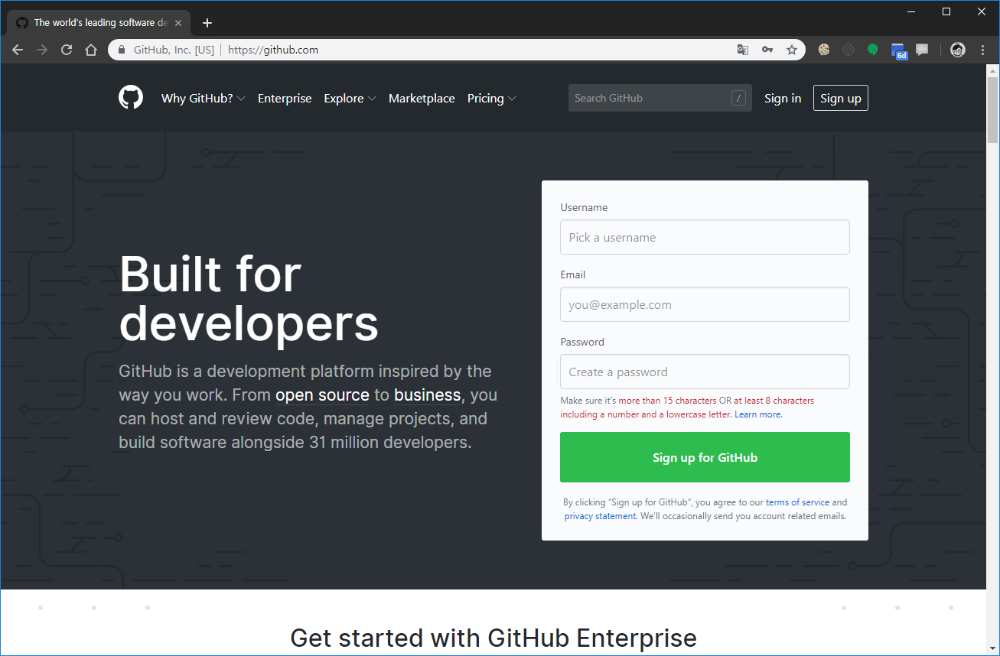 The world's leading software de
GitHub, Inc. [US] | https://github.com
6d
Why GitHub? Enterprise Explore Marketplace Pricing Search GitHub / Sign in Sign up
Built for
developers
GitHub is a development platform inspired by the
way you work. From open source to business, you
can host and review code, manage projects, and
build software alongside 31 million developers.
Username
Pick a username
Email
you@example.com
Password
Create a password
Make sure it's more than 15 characters OR at least 8 characters
including a number and a lowercase letter. Learn more.
Sign up for GitHub
By clicking “Sign up for GitHub”, you agree to our terms of service and
privacy statement. We’ll occasionally send you account related emails.
Get started with GitHub Enterprise